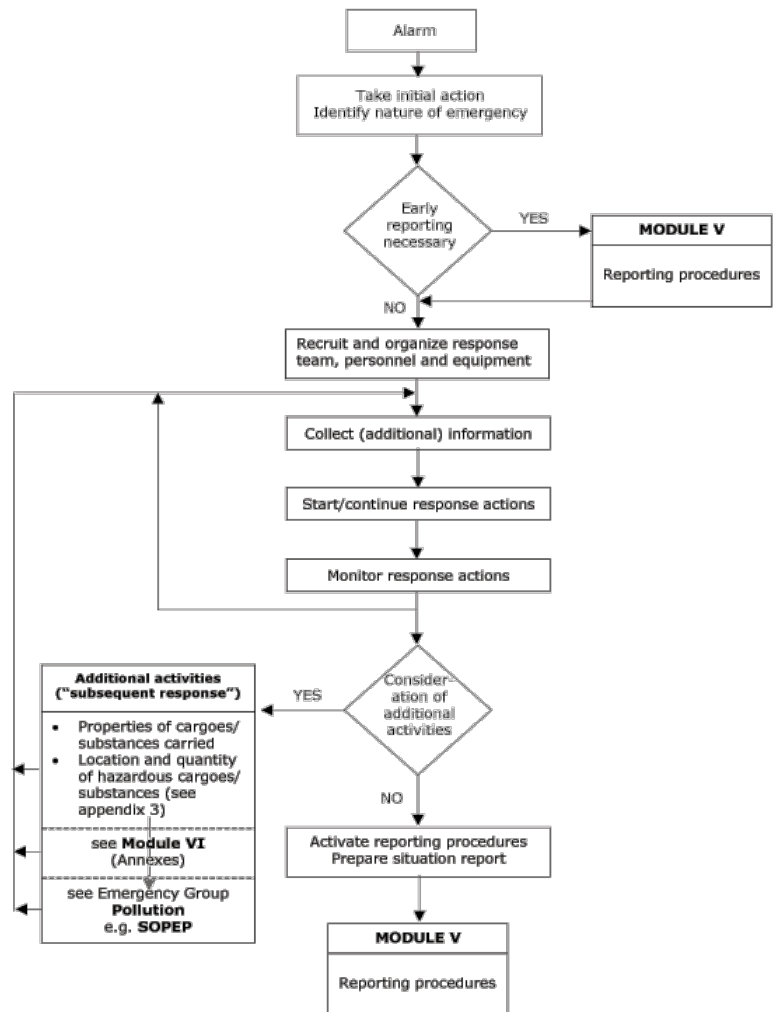 Alarm
Take initial action
Identify nature of emergency
Early
reporting
necessary
YES
MODULE V
Reporting procedures
NO
Recruit and organize response
team, personnel and equipment
Collect (additional) information
Start/continue response actions
Monitor response actions
Consider-
ation of
additional
activities
YES
Additional activities
(“subsequent response”)
• Properties of cargoes/
substances carried
• Location and quantity
of hazardous cargoes/
substances (see
appendix 3)
see Module VI
(Annexes)
see Emergency Group
Pollution
e.g. SOPEP
NO
Activate reporting procedures
Prepare situation report
MODULE V
Reporting procedures